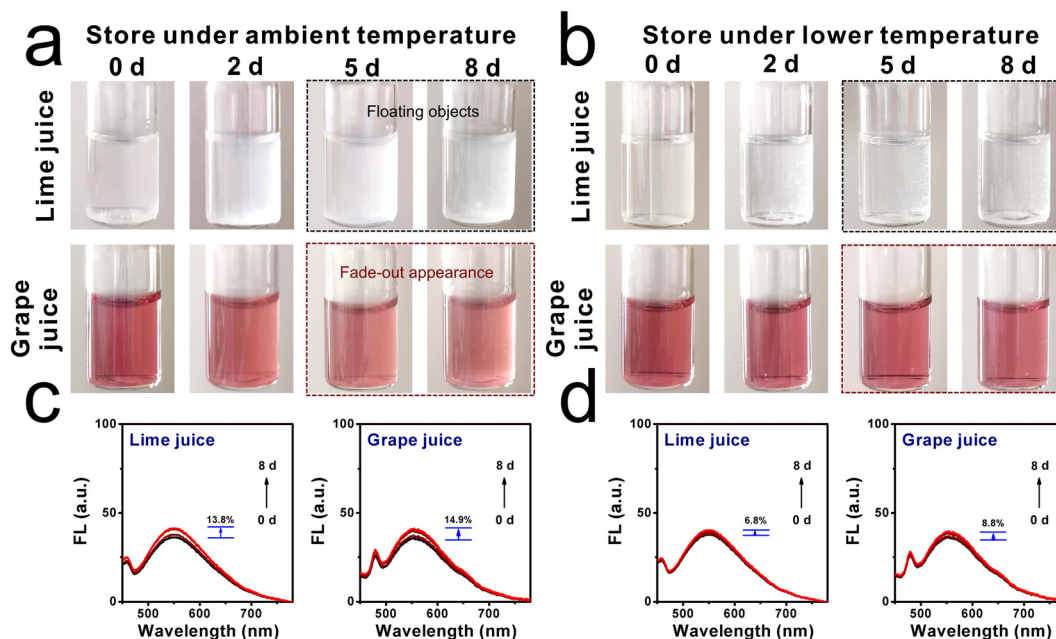 a
Store under ambient temperature
0 d 2 d 5 d 8 d
Lime juice
Floating objects
Grape
juice
Fade-out appearance
b
Store under lower temperature
0 d 2 d 5 d 8 d
Lime juice
Grape
juice
c
100
50
0
FL (a.u.)
Lime juice
8 d
0 d
13.8%
500 600 700
Wavelength (nm)
100
50
0
FL (a.u.)
Grape juice
8 d
0 d
14.9%
500 600 700
Wavelength (nm)
d
100
50
0
FL (a.u.)
Lime juice
8 d
0 d
6.8%
500 600 700
Wavelength (nm)
100
50
0
FL (a.u.)
Grape juice
8 d
0 d
8.8%
500 600 700
Wavelength (nm)